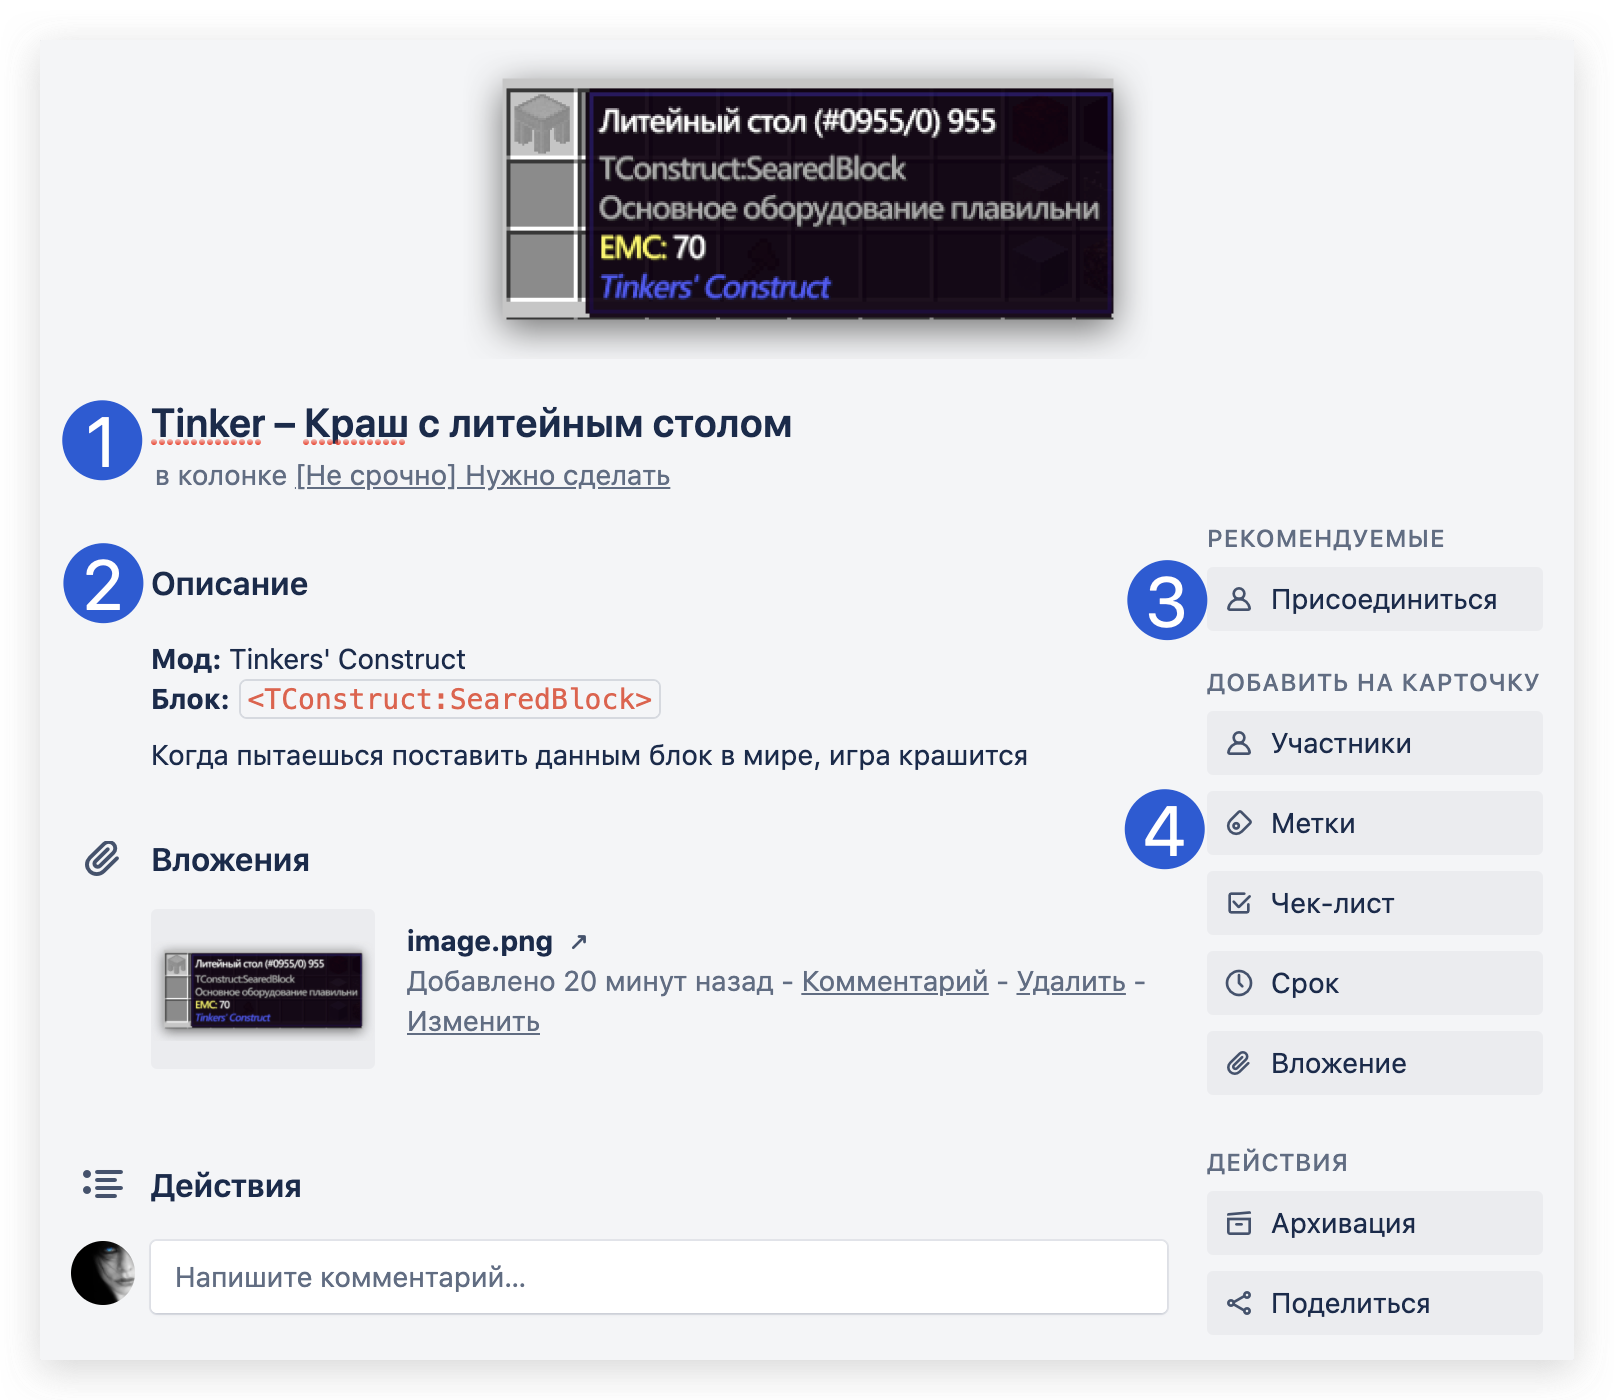 Литейный стол (#0955/0) 955
TConstruct:SearedBlock
Основное оборудование плавильни
EMC: 70
Tinkers' Construct
1
Tinker – Краш с литейным столом
в колонке [Не срочно] Нужно сделать
2
Описание
Мод: Tinkers' Construct
Блок: <TConstruct:SearedBlock>
Когда пытаешься поставить данным блок в мире, игра крашится
Вложения
Литейный стол (#0955/0) 955
TConstruct:SearedBlock
Основное оборудование плавильни
EMC: 70
Tinkers' Construct
image.png ↗
Добавлено 20 минут назад - Комментарий - Удалить -
Изменить
Действия
Напишите комментарий...
РЕКОМЕНДУЕМЫЕ
3
Присоединиться
ДОБАВИТЬ НА КАРТОЧКУ
Участники
4
Метки
Чек-лист
Срок
Вложение
ДЕЙСТВИЯ
Архивация
Поделиться